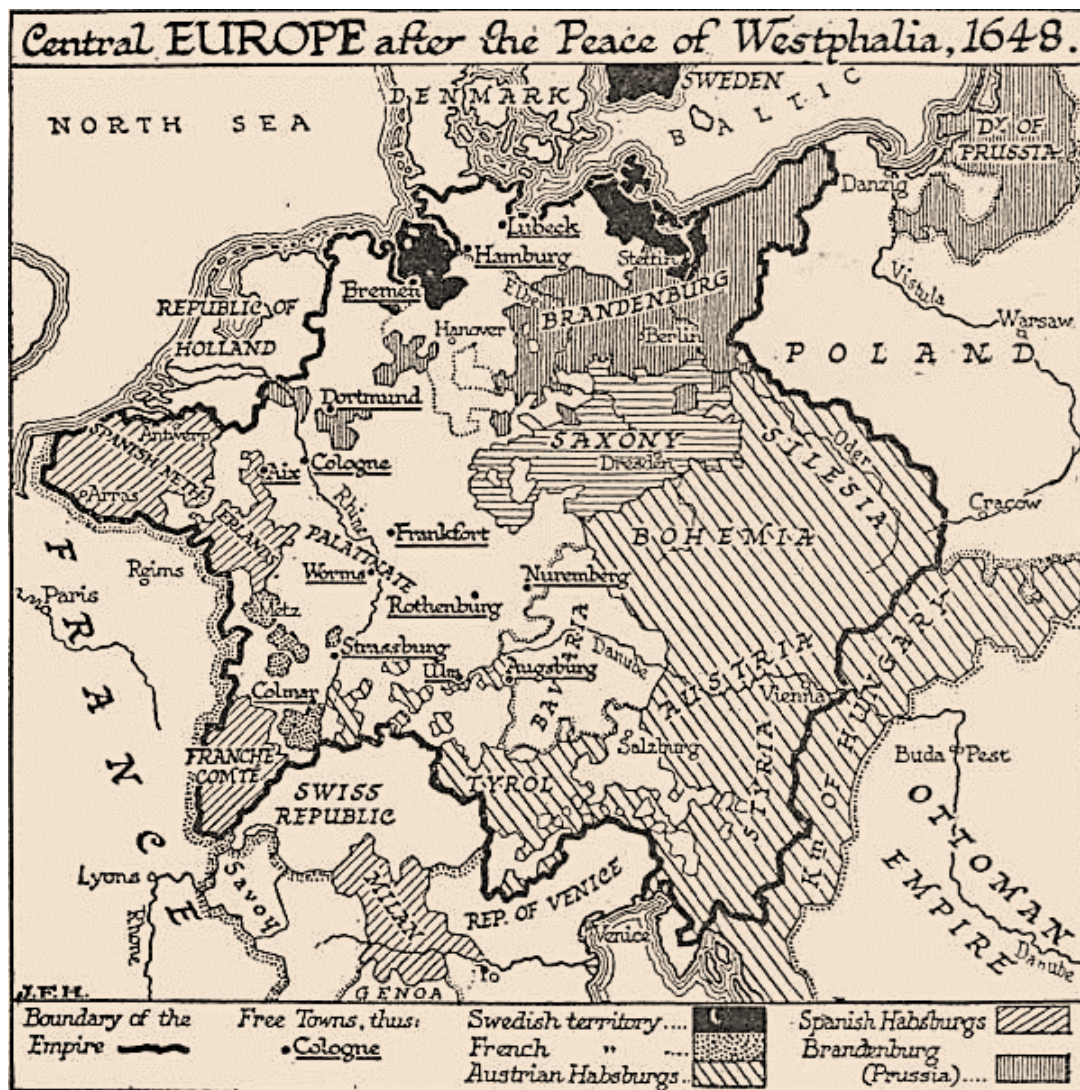 Central EUROPE after the Peace of Westphalia, 1648.
SWEDEN
DENMARK
BALTIC
NORTH SEA
DY. OF
PRUSSIA
Danzig
Lübeck
Hamburg
Stettin
Bremen
Elbe
BRANDENBURG
Vistula
REPUBLIC OF
HOLLAND
Hanover
Berlin
Warsaw
POLAND
Dortmund
SPANISH NETH
ERLANDS
Antwerp
SAXONY
Dresden
SILESIA
Oder
Cologne
Aix
Arras
Rhine
Cracow
Frankfort
BOHEMIA
PALATINATE
FRANCE
Reims
Worms
Nuremberg
Paris
Metz
Rothenburg
Strassburg
Ulm
Augsburg
BAVARIA
Danube
AUSTRIA
Vienna
Colmar
Salzburg
STYRIA
Km OF HUNGARY
Buda Pest
FRANCHE
COMTE
TYROL
SWISS
REPUBLIC
OTTOMAN
EMPIRE
Lyons
Savoy
MILAN
REP. OF VENICE
Rhone
Venice
Po
Danube
GENOA
J.F.H.
Boundary of the
Empire
Free Towns, thus:
Cologne
Swedish territory....
French " ....
Austrian Habsburgs..
Spanish Habsburgs
Brandenburg
(Prussia)....